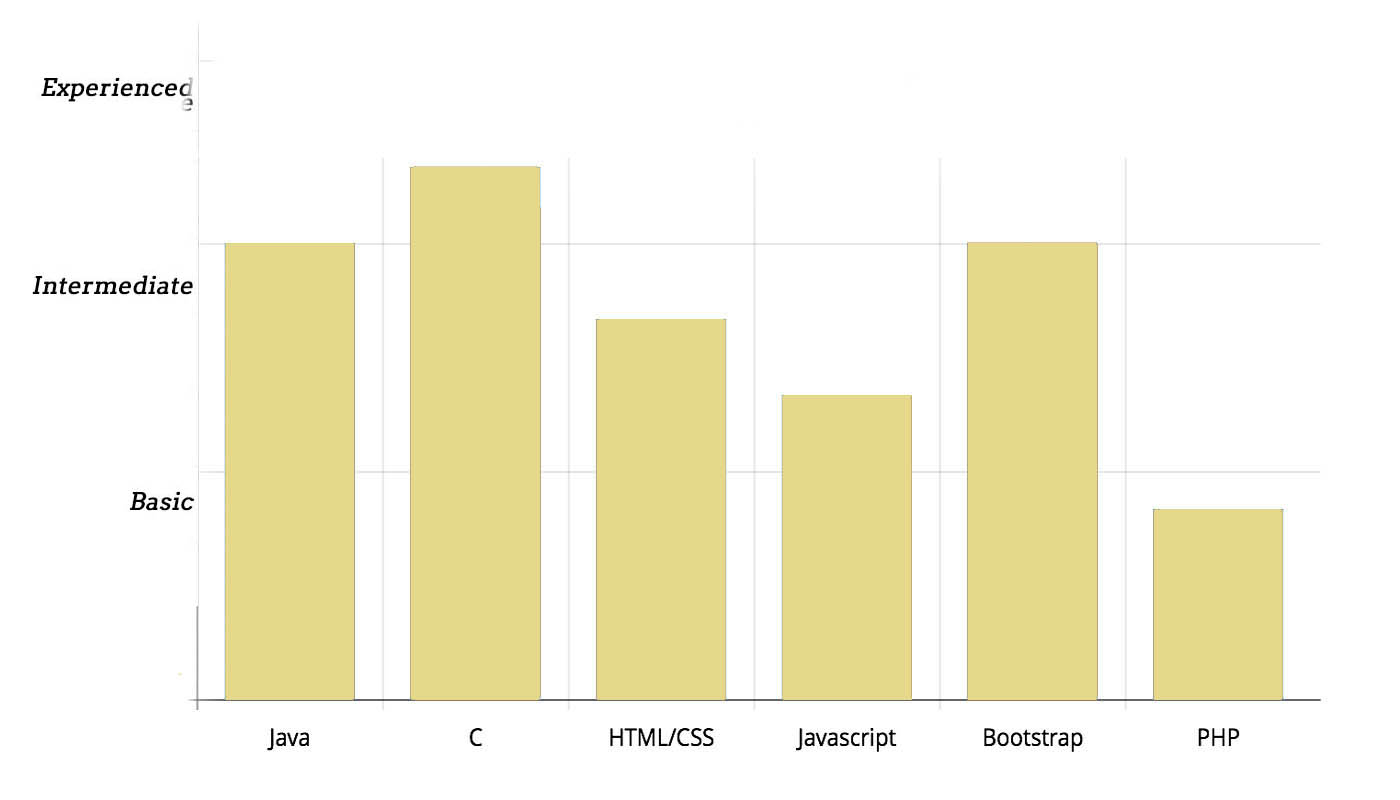 Experienced
e
Intermediate
Basic
Java C HTML/CSS Javascript Bootstrap PHP